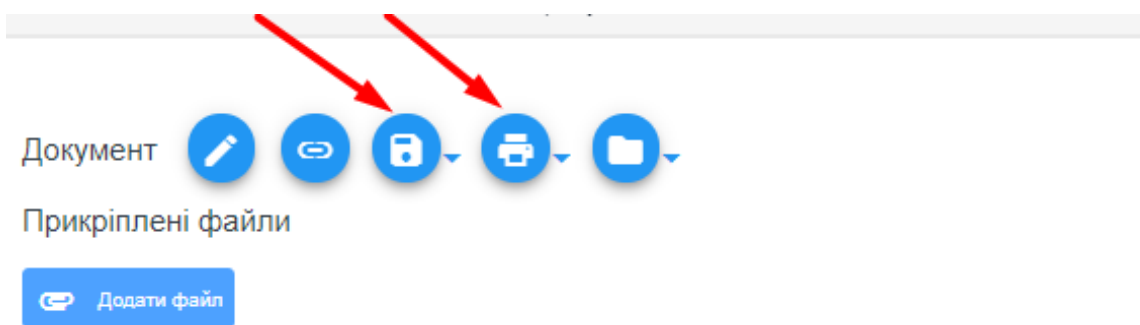 Документ
Прикріплені файли
Додати файл